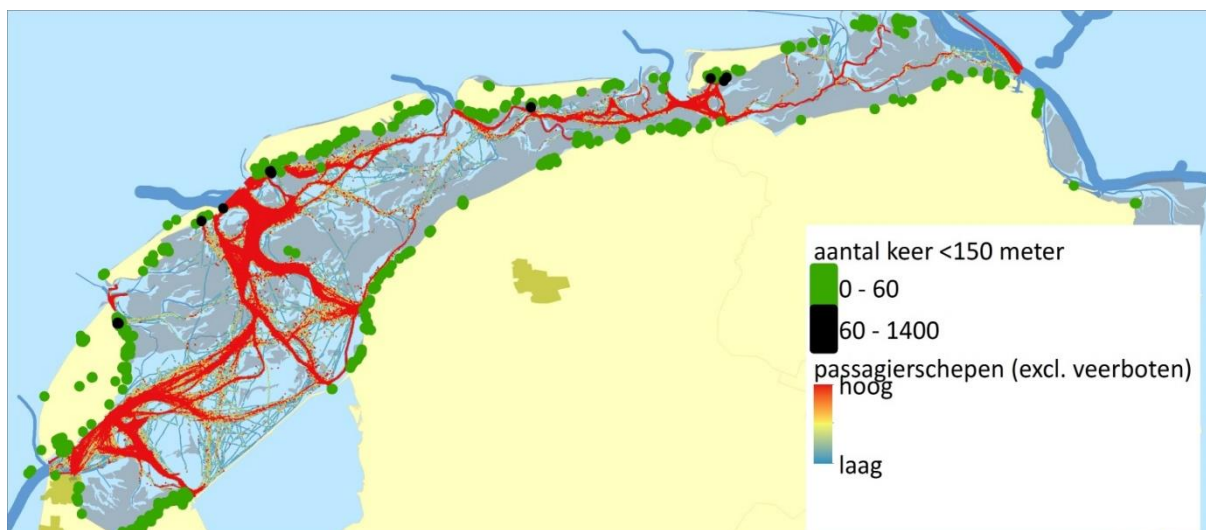 aantal keer <150 meter
0 - 60
60 - 1400
passagierschepen (excl. veerboten)
hoog
laag